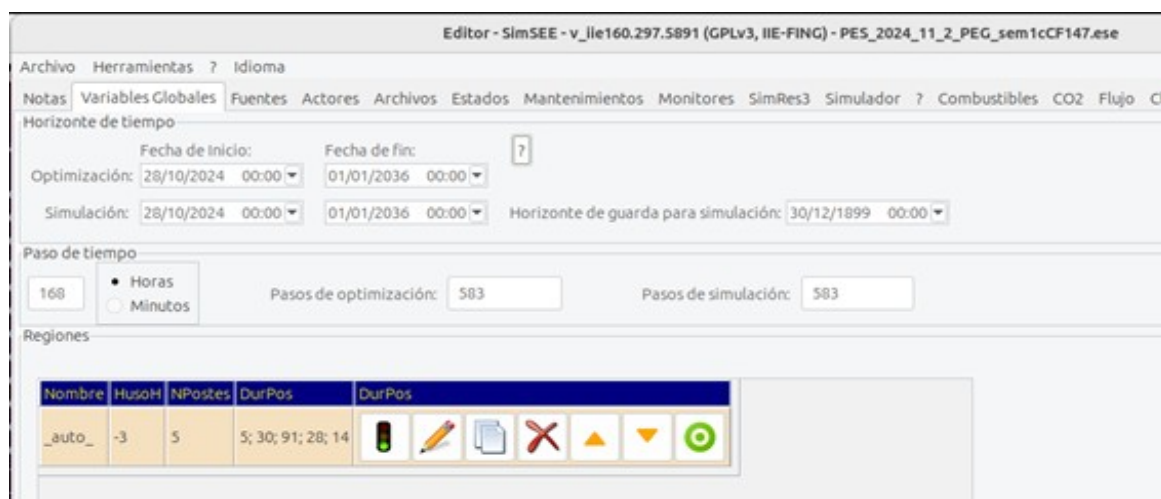 Editor - SimSEE - v_iie160.297.5891 (GPLv3, IIE-FING) - PES_2024_11_2_PEG_sem1cCF147.ese
Archivo Herramientas ? Idioma
Notas Variables Globales Fuentes Actores Archivos Estados Mantenimientos Monitores SimRes3 Simulador ? Combustibles CO2 Flujo
Horizonte de tiempo
Fecha de Inicio: Fecha de fin: ?
Optimización: 28/10/2024 00:00 01/01/2036 00:00
Simulación: 28/10/2024 00:00 01/01/2036 00:00 Horizonte de guarda para simulación: 30/12/1899 00:00
Paso de tiempo
168 Horas Pasos de optimización: 583 Pasos de simulación: 583
Minutos
Regiones
Nombre HusoH NPostes DurPos DurPos
_auto_ -3 5 5; 30; 91; 28; 14